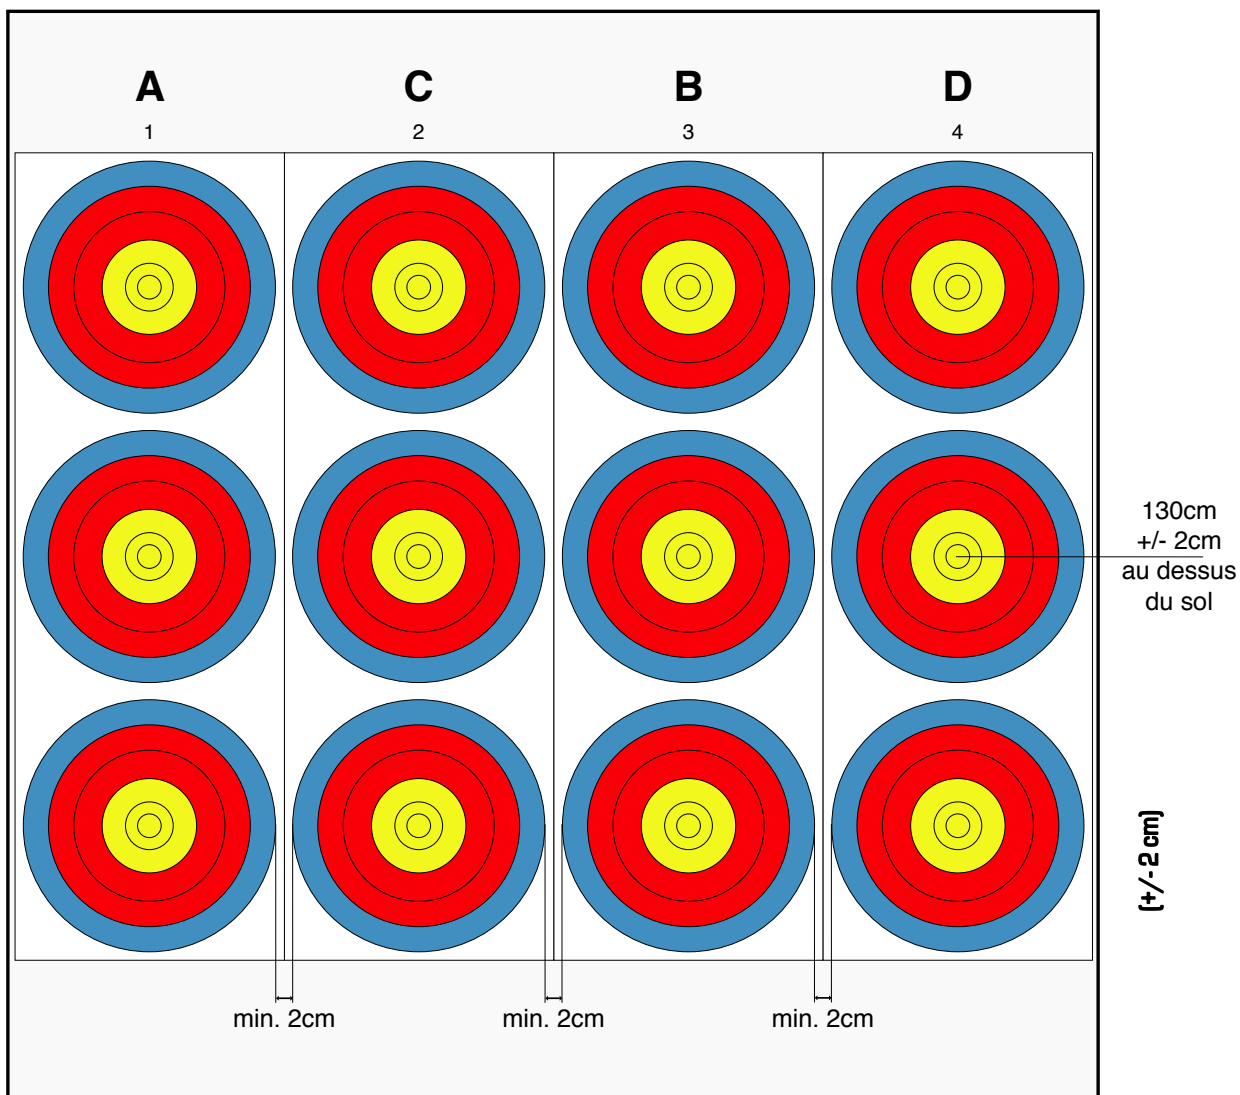 A C B D
1 2 3 4
130cm
+/- 2cm
au dessus
du sol
(+/-2 cm)
min. 2cm min. 2cm min. 2cm